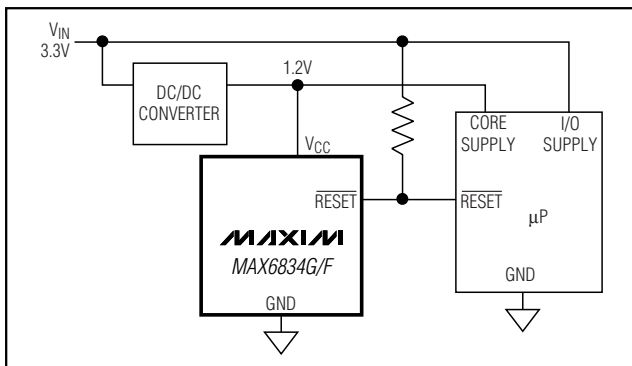 V_IN
3.3V
DC/DC
CONVERTER
1.2V
V_CC
RESET
MAXIM
MAX6834G/F
GND
CORE
SUPPLY
I/O
SUPPLY
RESET
μP
GND